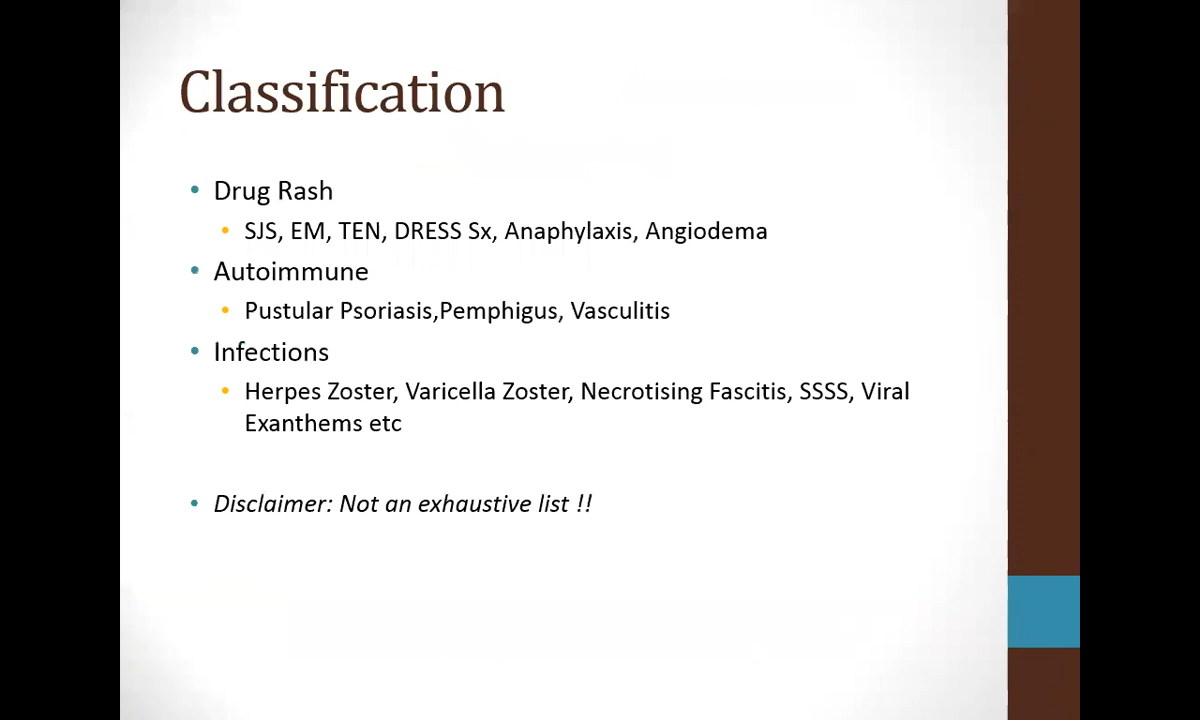 Classification
• Drug Rash
• SJS, EM, TEN, DRESS Sx, Anaphylaxis, Angiodema
• Autoimmune
• Pustular Psoriasis,Pemphigus, Vasculitis
• Infections
• Herpes Zoster, Varicella Zoster, Necrotising Fascitis, SSSS, Viral
Exanthems etc
• Disclaimer: Not an exhaustive list !!